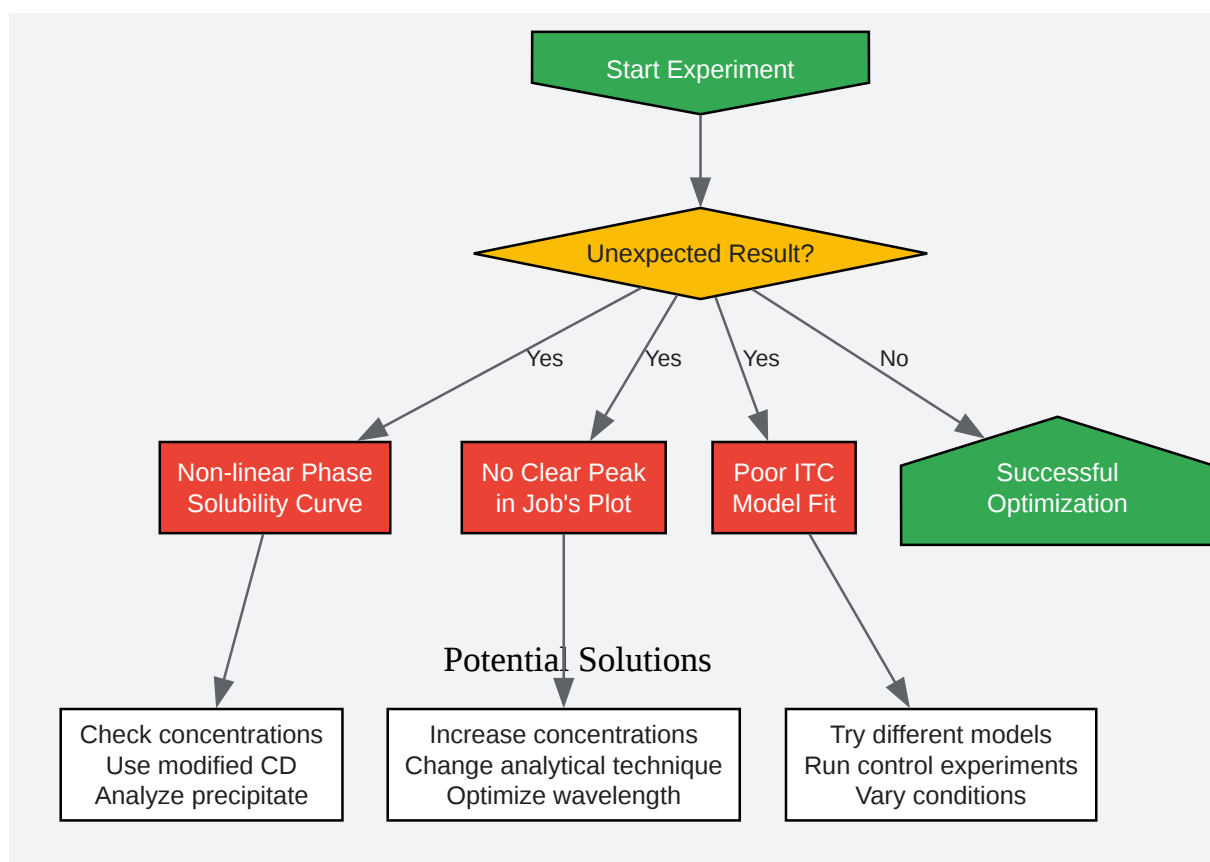 Start Experiment
Unexpected Result?
Yes
Yes
Yes
No
Non-linear Phase
Solubility Curve
No Clear Peak
in Job's Plot
Poor ITC
Model Fit
Successful
Optimization
Potential Solutions
Check concentrations
Use modified CD
Analyze precipitate
Increase concentrations
Change analytical technique
Optimize wavelength
Try different models
Run control experiments
Vary conditions